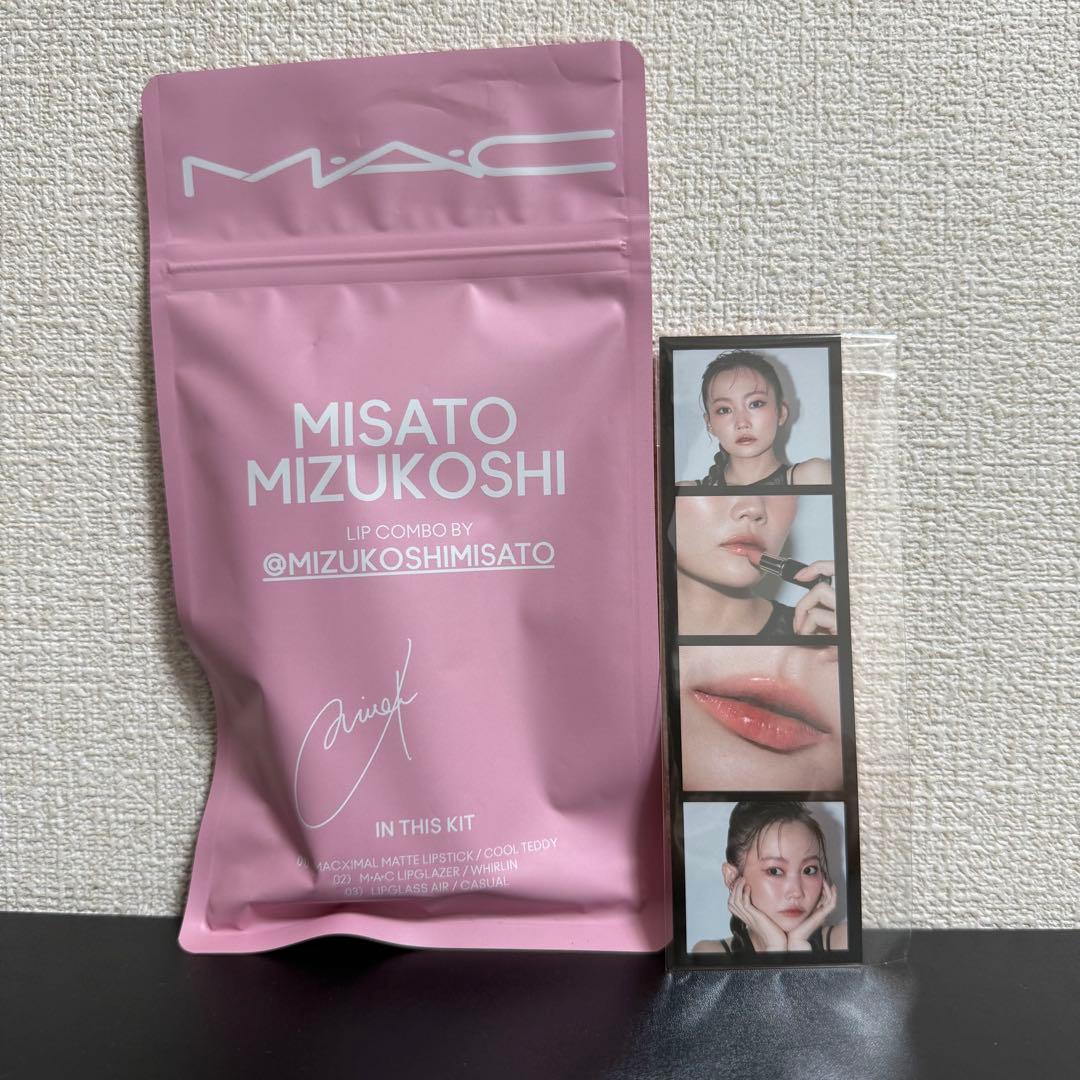 M·A·C
MISATO
MIZUKOSHI
LIP COMBO BY
@MIZUKOSHIMISATO
IN THIS KIT
01) MACXIMAL MATTE LIPSTICK / COOL TEDDY
02) M·A·C LIPGLAZER / WHIRLIN
03) LIPGLASS AIR / CASUAL